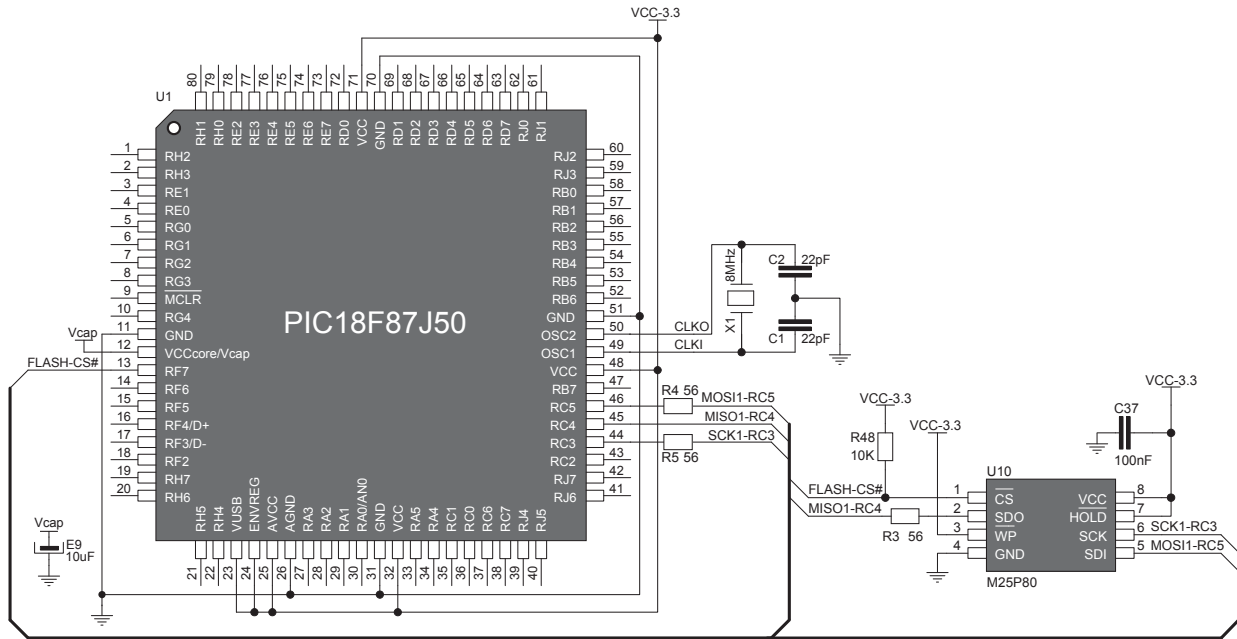 VCC-3.3
U1
80 79 78 77 76 75 74 73 72 71 70 69 68 67 66 65 64 63 62 61
RH1 RH0 RE2 RE3 RE4 RE5 RE6 RE7 RD0 VCC GND RD1 RD2 RD3 RD4 RD5 RD6 RD7 RJ0 RJ1
1 RH2 RJ2 60
2 RH3 RJ3 59
3 RE1 RB0 58
4 RE0 RB1 57
5 RG0 RB2 56
6 RG1 RB3 55
7 RG2 RB4 54
8 RG3 RB5 53
9 MCLR RB6 52
10 RG4 GND 51
11 GND OSC2 50 CLKO
Vcap 12 VCCcore/Vcap OSC1 49 CLKI
FLASH-CS# 13 RF7 VCC 48
14 RF6 RB7 47
15 RF5 RC5 46 R4 56 MOSI1-RC5
16 RF4/D+ RC4 45 MISO1-RC4
17 RF3/D- RC3 44 R5 56 SCK1-RC3
18 RF2 RC2 43
19 RH7 RJ7 42
20 RH6 RJ6 41
PIC18F87J50
RH5 RH4 VUSB ENVREG AVCC AGND RA3 RA2 RA1 RA0/AN0 GND VCC RA5 RA4 RC1 RC0 RC6 RC7 RJ4 RJ5
21 22 23 24 25 26 27 28 29 30 31 32 33 34 35 36 37 38 39 40
8MHz
X1
C2 22pF
C1 22pF
Vcap
E9
10uF
VCC-3.3
R48
10K
VCC-3.3
VCC-3.3
C37
100nF
U10
FLASH-CS# 1 CS VCC 8
MISO1-RC4 R3 56 2 SDO HOLD 7
3 WP SCK 6 SCK1-RC3
4 GND SDI 5 MOSI1-RC5
M25P80